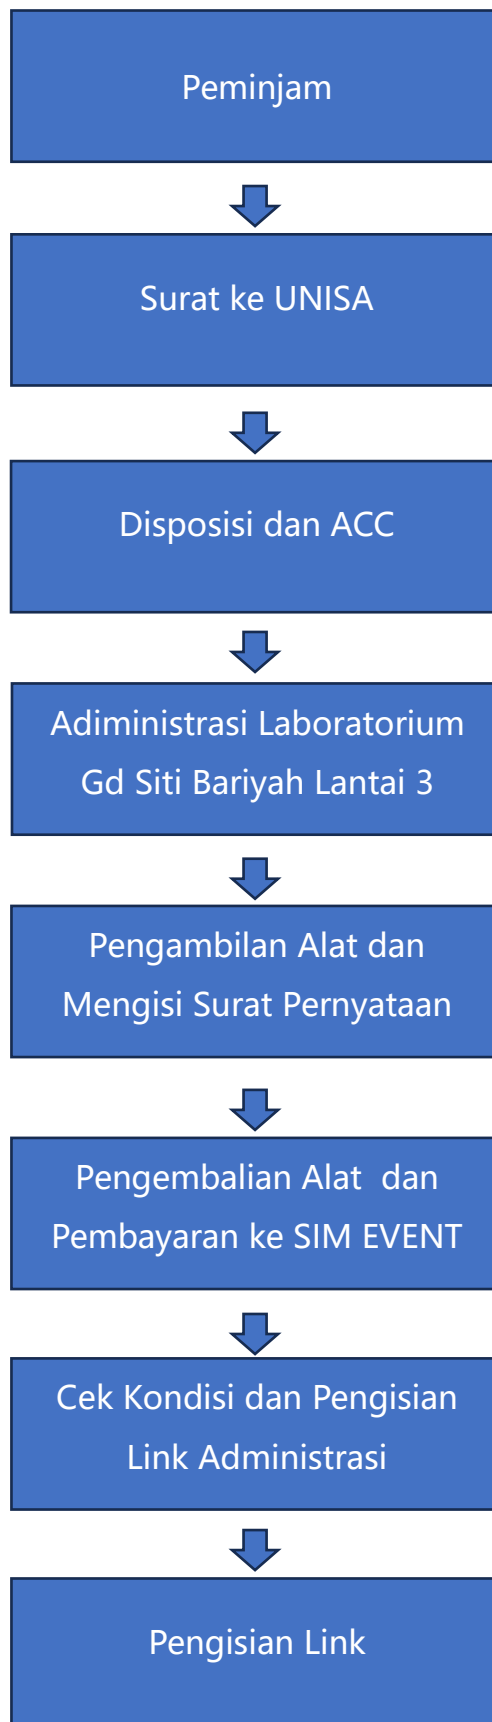 Peminjam
Surat ke UNISA
Disposisi dan ACC
Adiministrasi Laboratorium
Gd Siti Bariyah Lantai 3
Pengambilan Alat dan
Mengisi Surat Pernyataan
Pengembalian Alat  dan
Pembayaran ke SIM EVENT
Cek Kondisi dan Pengisian
Link Administrasi
Pengisian Link